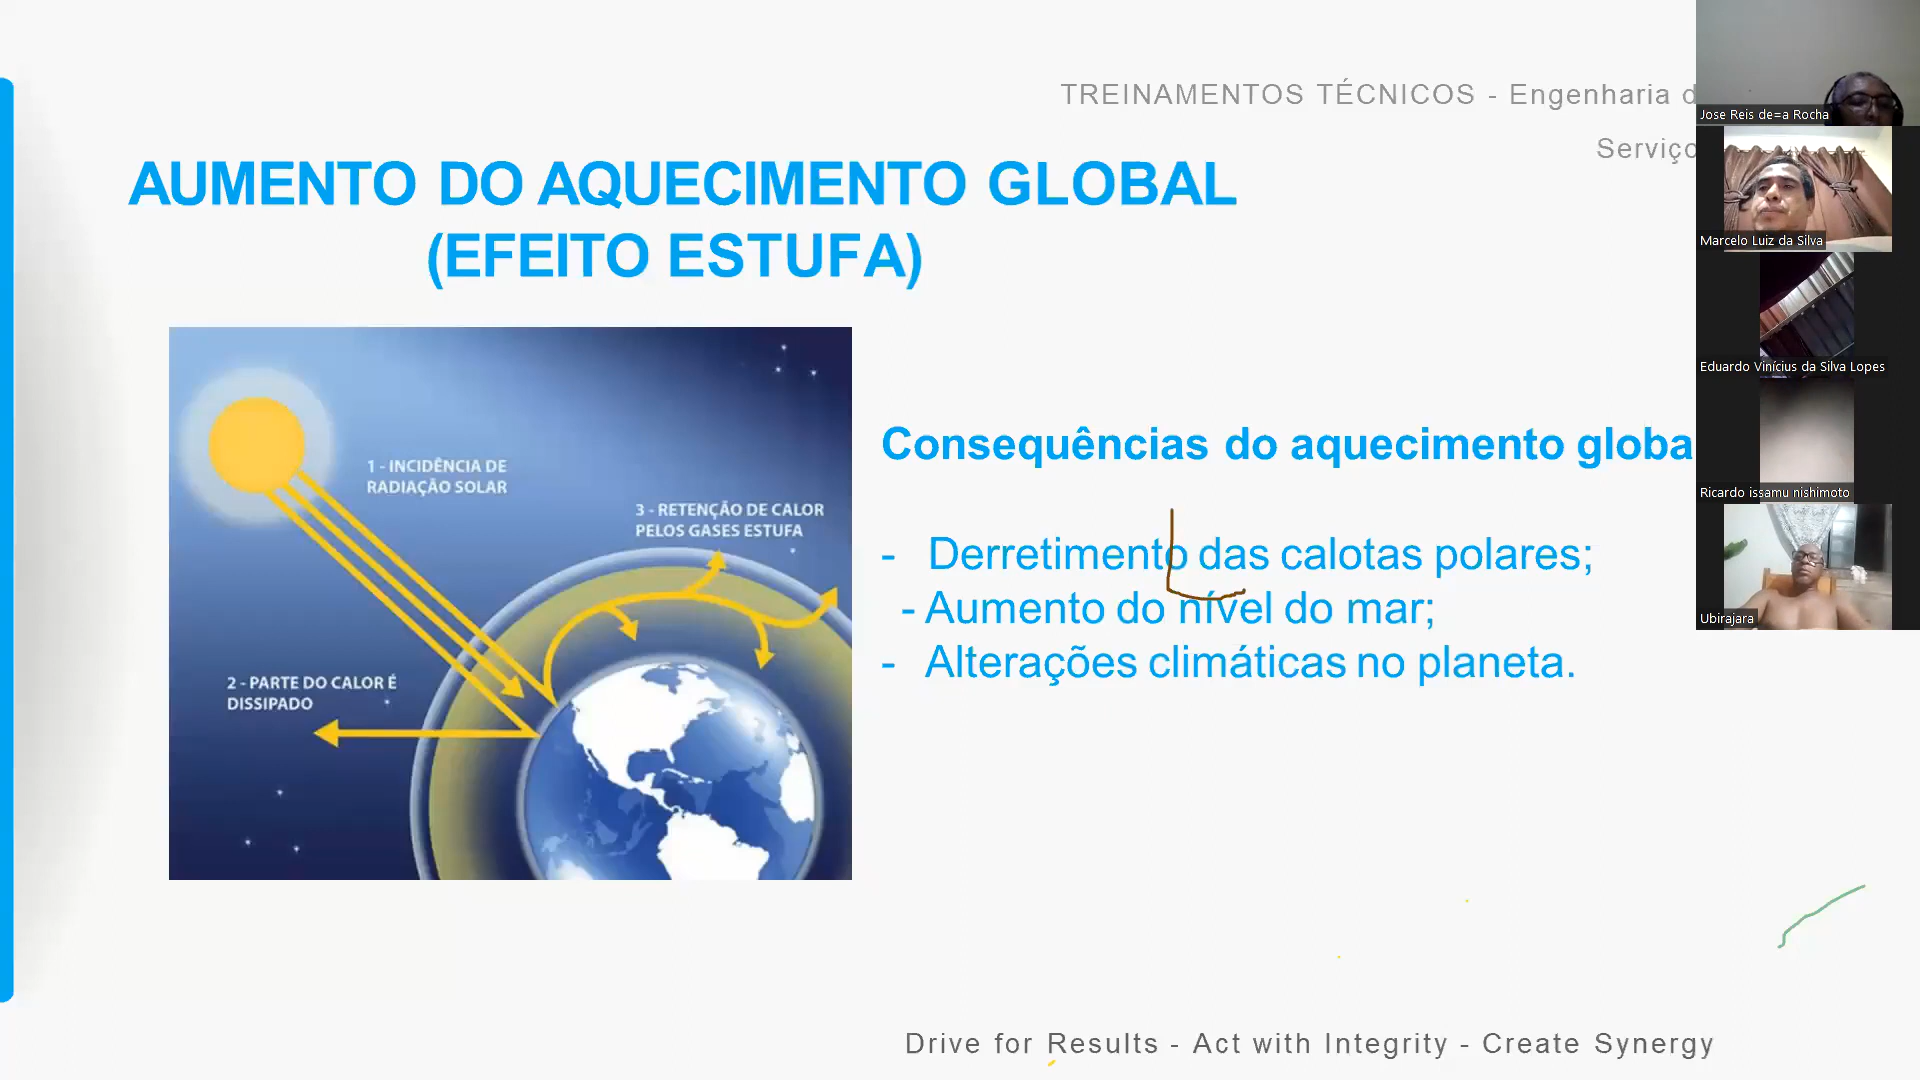 TREINAMENTOS TÉCNICOS - Engenharia d
Serviço
AUMENTO DO AQUECIMENTO GLOBAL
(EFEITO ESTUFA)
1 - INCIDÊNCIA DE
RADIAÇÃO SOLAR
3 - RETENÇÃO DE CALOR
PELOS GASES ESTUFA
2 - PARTE DO CALOR É
DISSIPADO
Consequências do aquecimento globa
- Derretimento das calotas polares;
- Aumento do nível do mar;
- Alterações climáticas no planeta.
Drive for Results - Act with Integrity - Create Synergy
Jose Reis de=a Rocha
Marcelo Luiz da Silva
Eduardo Vinícius da Silva Lopes
Ricardo issamu nishimoto
Ubirajara